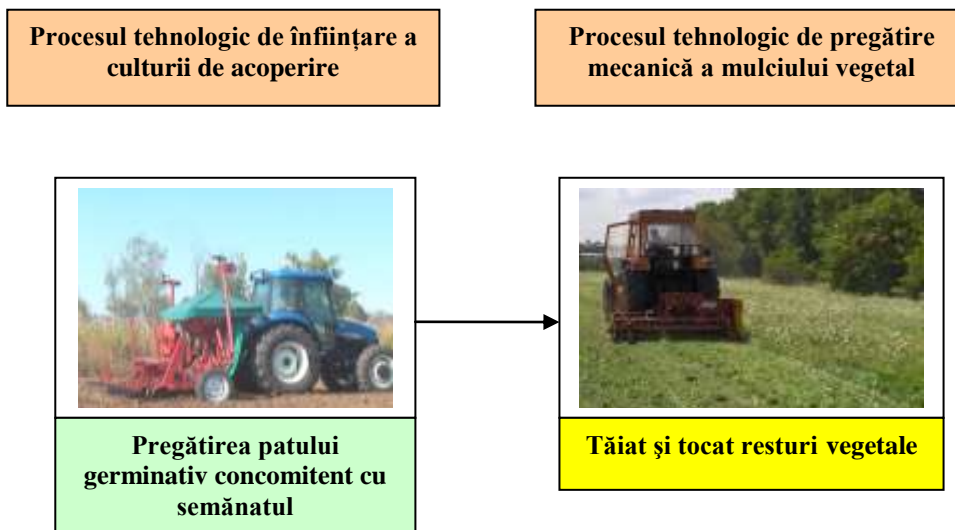 Procesul tehnologic de înființare a
culturii de acoperire
Procesul tehnologic de pregătire
mecanică a mulciului vegetal
Pregătirea patului
germinativ concomitent cu
semănatul
Tăiat şi tocat resturi vegetale